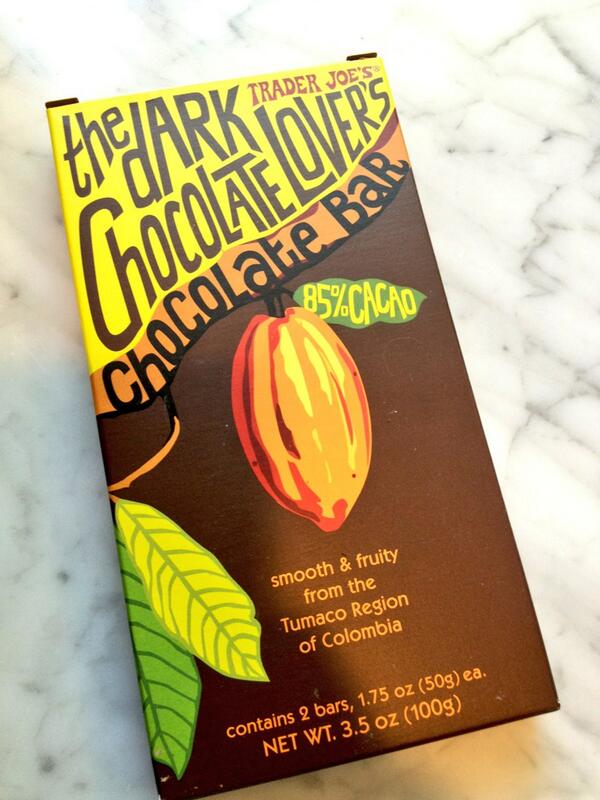 TRADER JOE'S®
the dARK
CHOCOLATE LOVER'S
CHOCOLaTe BaR
85% CACAO
smooth & fruity
from the
Tumaco Region
of Colombia
contains 2 bars, 1.75 oz (50g) ea.
NET WT. 3.5 oz (100g)